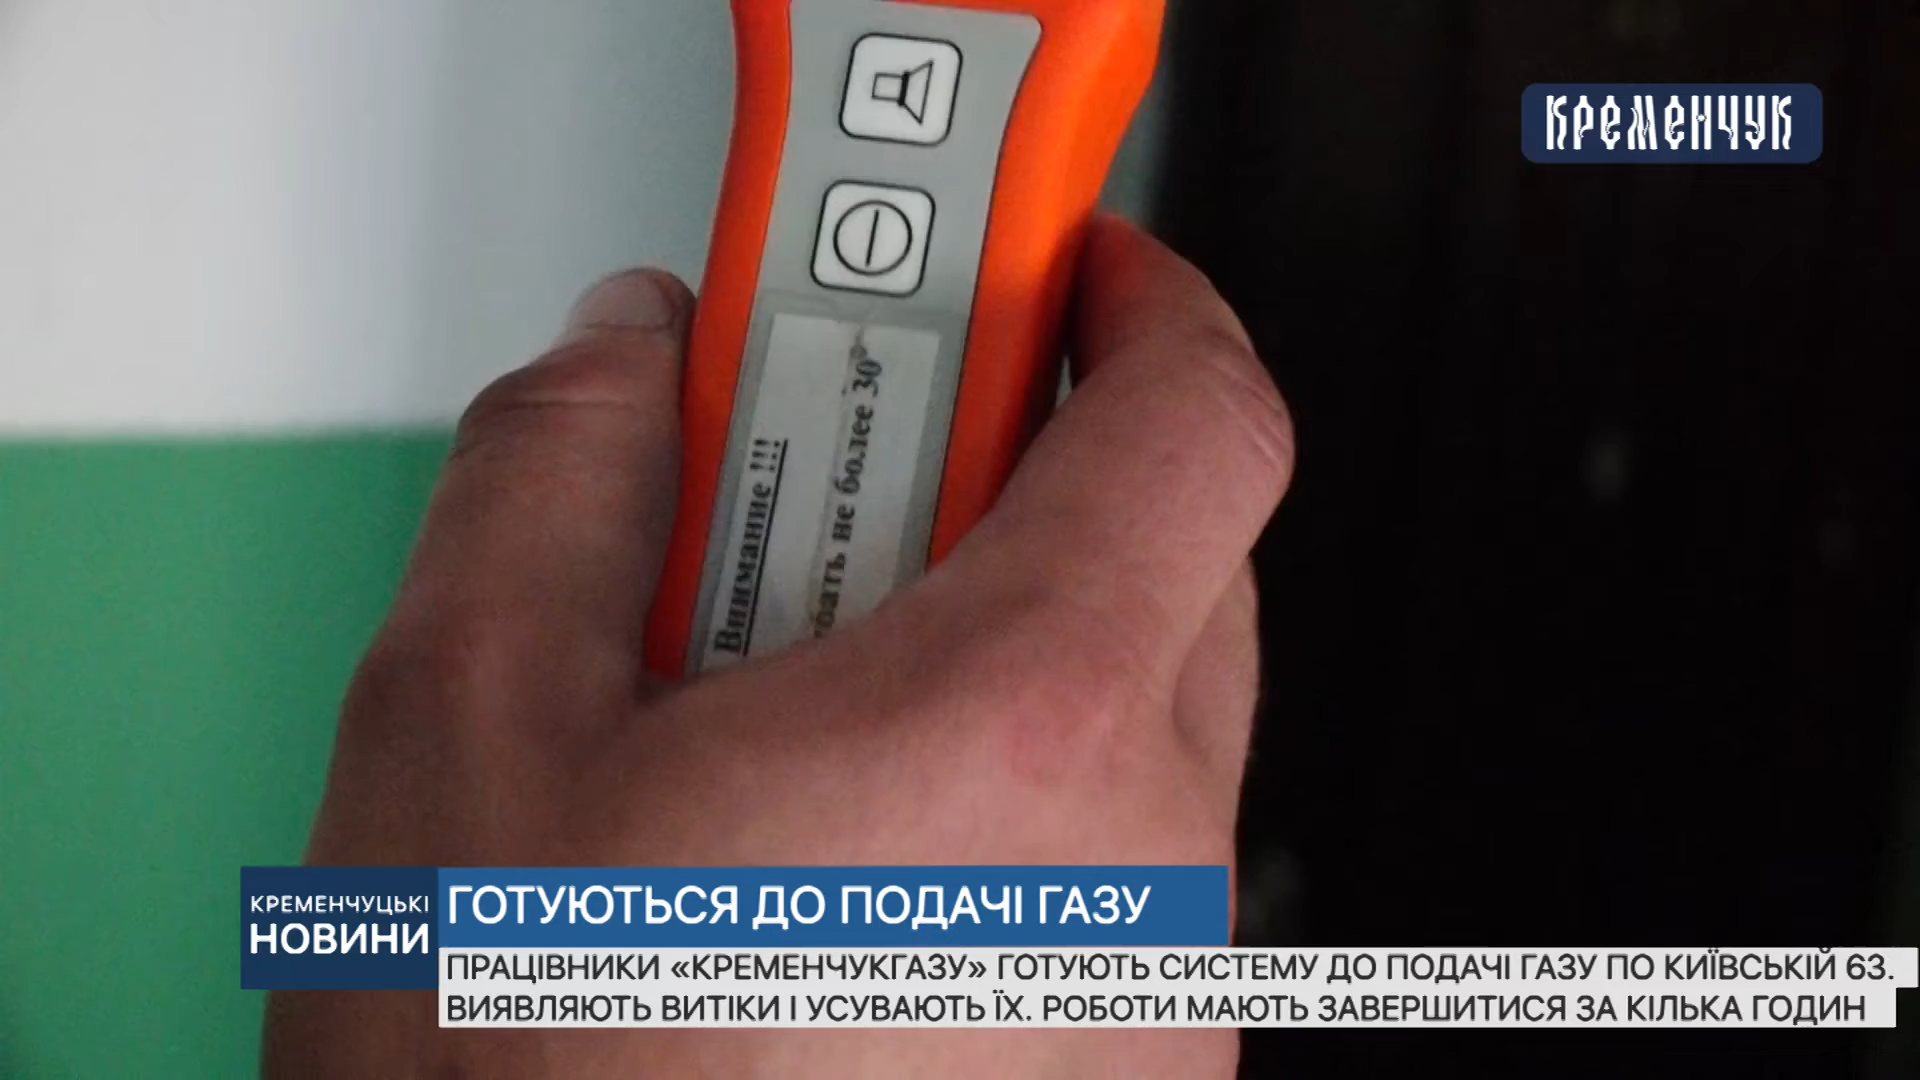 КРЕМЕНЧУК
Внимание !!!
не более 30°
КРЕМЕНЧУЦЬКІ
НОВИНИ
ГОТУЮТЬСЯ ДО ПОДАЧІ ГАЗУ
ПРАЦІВНИКИ «КРЕМЕНЧУКГАЗУ» ГОТУЮТЬ СИСТЕМУ ДО ПОДАЧІ ГАЗУ ПО КИЇВСЬКІЙ 63.
ВИЯВЛЯЮТЬ ВИТІКИ І УСУВАЮТЬ ЇХ. РОБОТИ МАЮТЬ ЗАВЕРШИТИСЯ ЗА КІЛЬКА ГОДИН